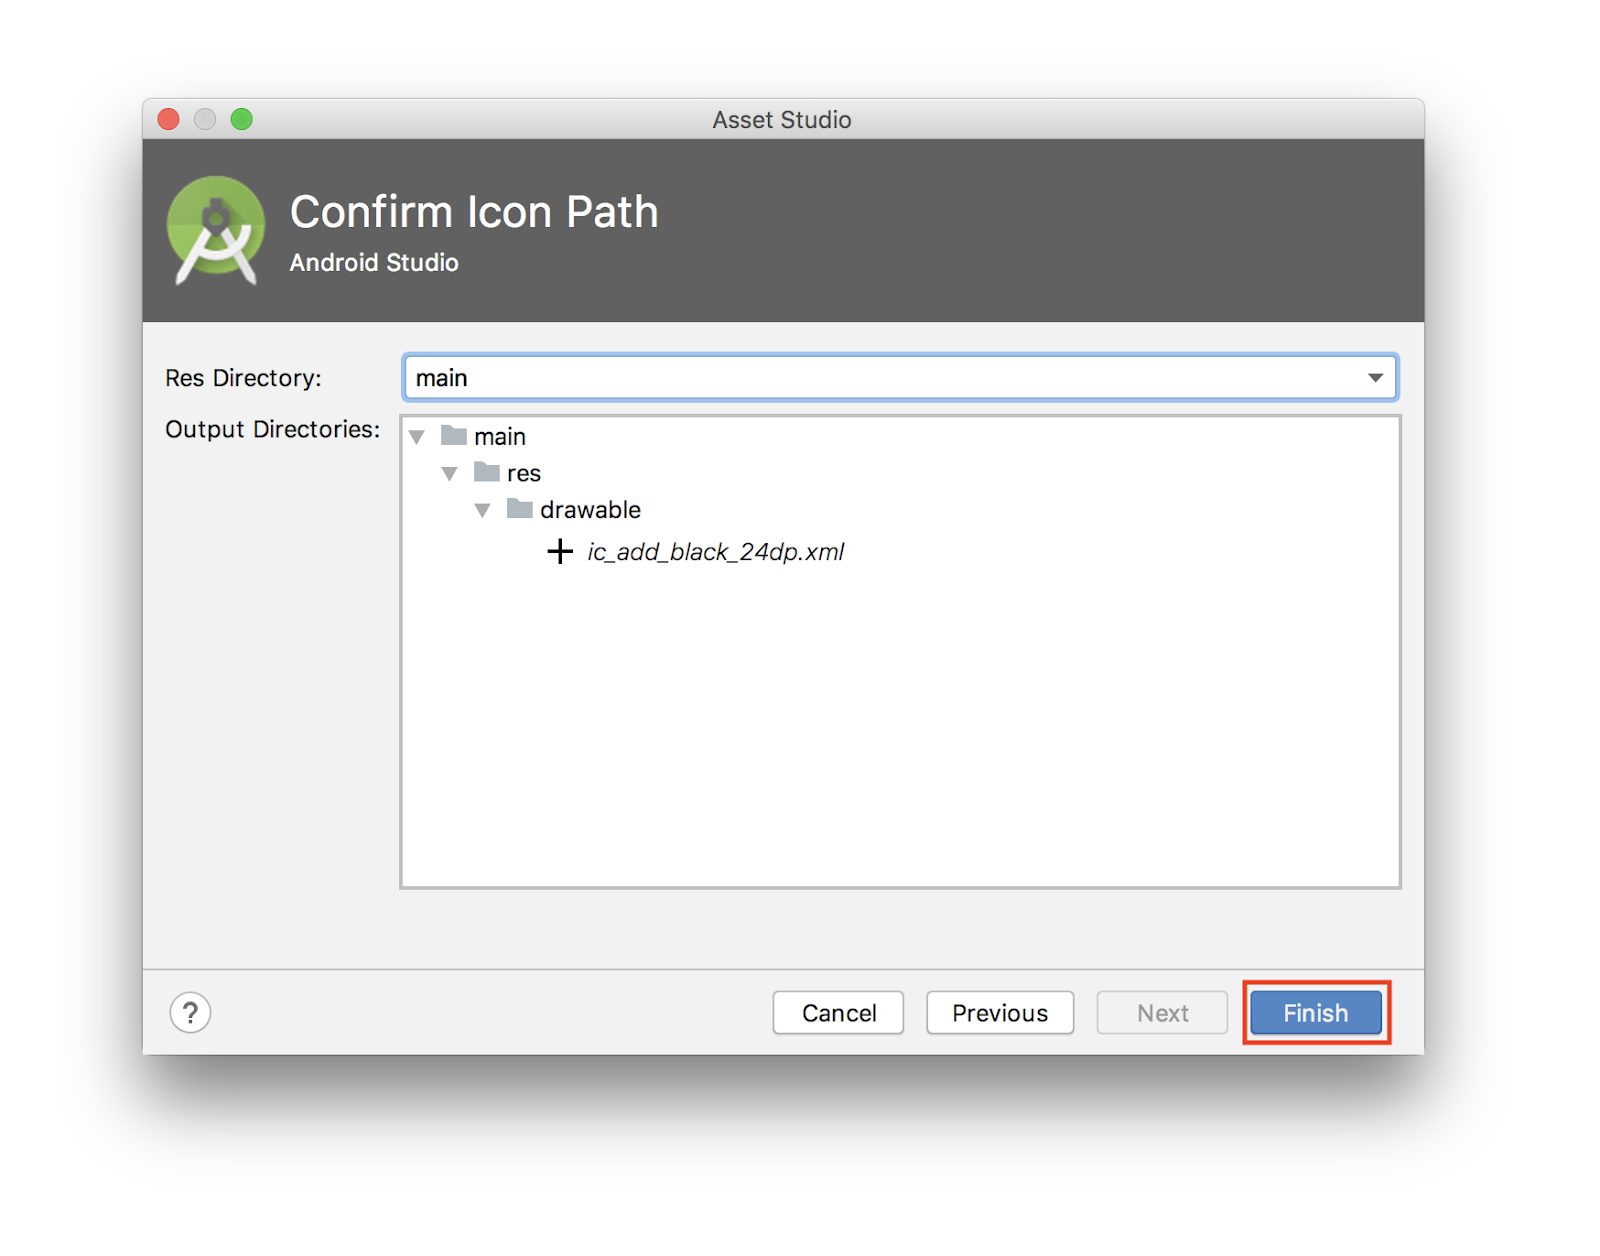 Asset Studio
Confirm Icon Path
Android Studio
Res Directory: main
Output Directories:
main
res
drawable
ic_add_black_24dp.xml
? Cancel Previous Next Finish